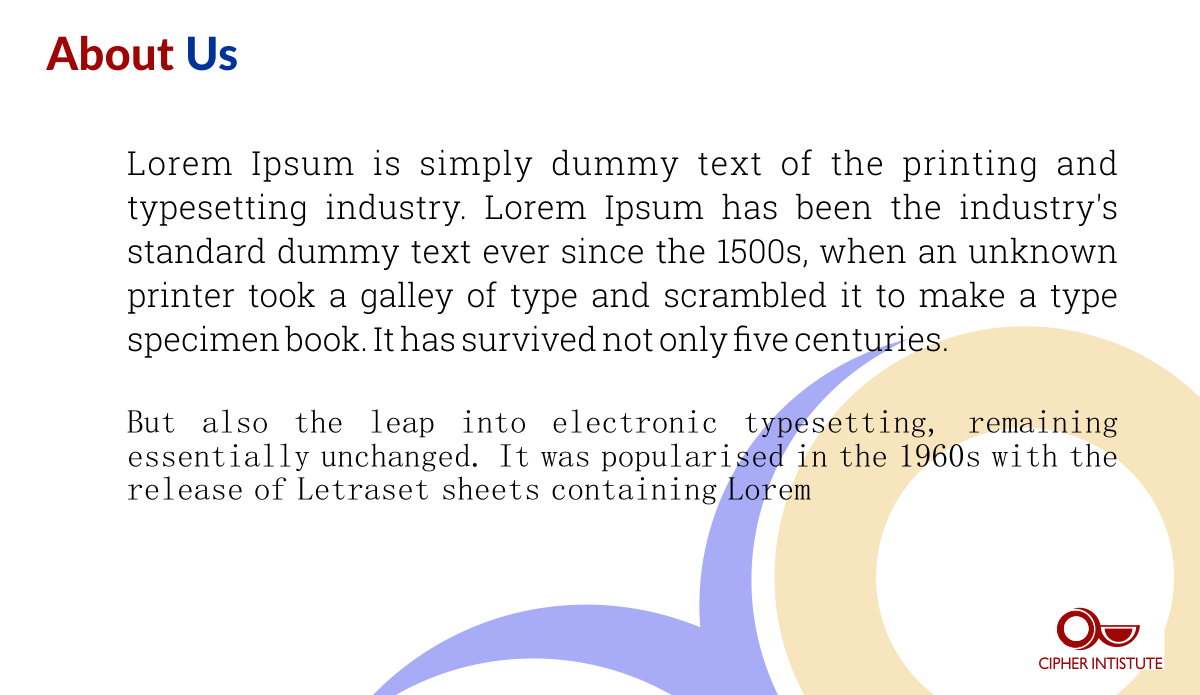 About Us
Lorem Ipsum is simply dummy text of the printing and
typesetting industry. Lorem Ipsum has been the industry's
standard dummy text ever since the 1500s, when an unknown
printer took a galley of type and scrambled it to make a type
specimen book. It has survived not only five centuries.
But also the leap into electronic typesetting, remaining
essentially unchanged. It was popularised in the 1960s with the
release of Letraset sheets containing Lorem
CIPHER INTISTUTE